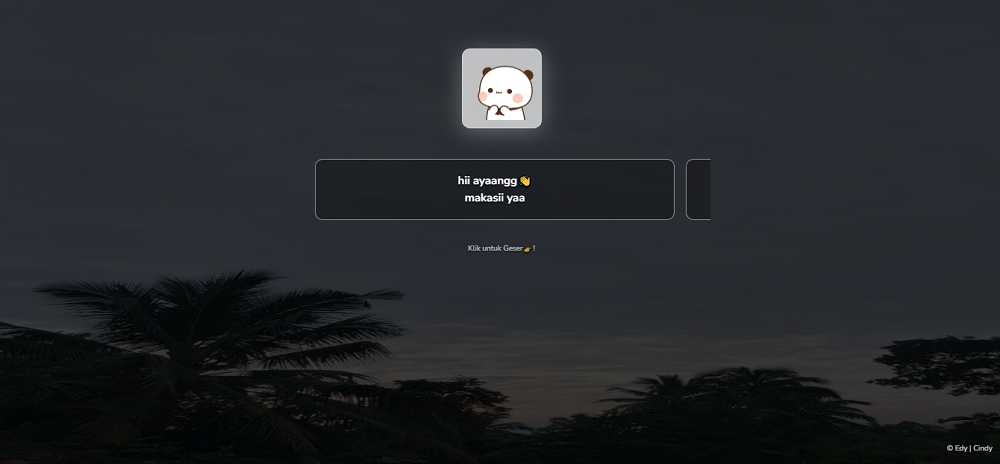 hii ayaangg 👋
makasii yaa
Klik untuk Geser 👉 !
© Edy | Cindy